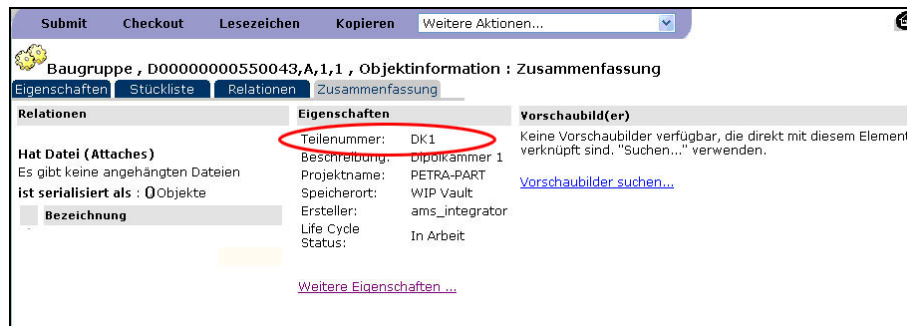 Submit Checkout Lesezeichen Kopieren Weitere Aktionen...
Baugruppe , D00000000550043,A,1,1 , Objektinformation : Zusammenfassung
Eigenschaften Stückliste Relationen Zusammenfassung
Relationen
Hat Datei (Attaches)
Es gibt keine angehängten Dateien
ist serialisiert als : 0 Objekte
Bezeichnung
Eigenschaften
Teilenummer: DK1
Beschreibung: Dipolkammer 1
Projektname: PETRA-PART
Speicherort: WIP Vault
Ersteller: ams_integrator
Life Cycle
Status: In Arbeit
Weitere Eigenschaften ...
Vorschaubild(er)
Keine Vorschaubilder verfügbar, die direkt mit diesem Element
verknüpft sind. "Suchen..." verwenden.
Vorschaubilder suchen...